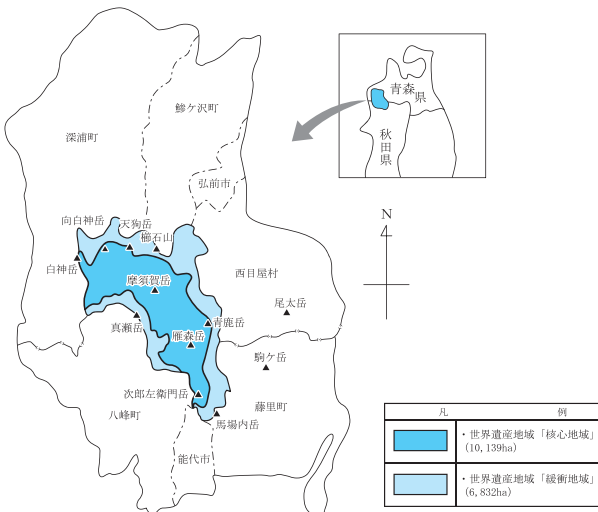 鰺ケ沢町
深浦町
弘前市
青森県
秋田県
N
向白神岳
天狗岳
櫛石山
白神岳
摩須賀岳
西目屋村
尾太岳
真瀬岳
青鹿岳
雁森岳
駒ケ岳
次郎左衛門岳
八峰町
藤里町
馬場内岳
能代市
凡 例
・世界遺産地域「核心地域」
(10,139ha)
・世界遺産地域「緩衝地域」
(6,832ha)